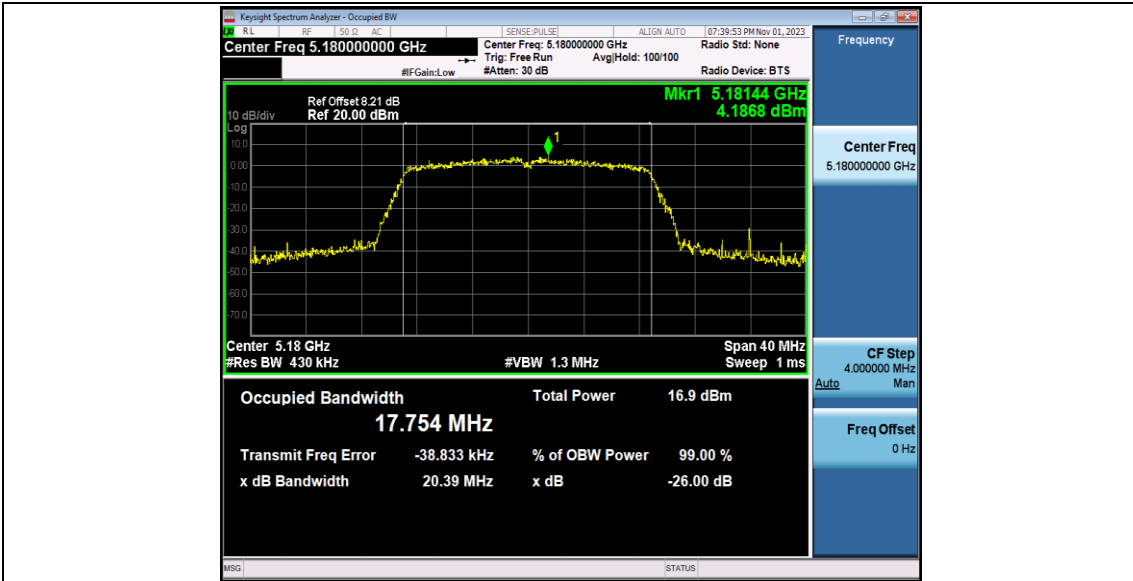 Keysight Spectrum Analyzer - Occupied BW
RL RF 50 Ω AC SENSE:PULSE ALIGN AUTO 07:39:53 PM Nov 01, 2023
Center Freq 5.180000000 GHz
Center Freq: 5.180000000 GHz Radio Std: None
Trig: Free Run Avg|Hold: 100/100
#IFGain:Low #Atten: 30 dB Radio Device: BTS
Frequency
Mkr1 5.18144 GHz
4.1868 dBm
Ref Offset 8.21 dB
10 dB/div Ref 20.00 dBm
Log
10.0
0.00
-10.0
-20.0
-30.0
-40.0
-50.0
-60.0
-70.0
1
Center 5.18 GHz Span 40 MHz
#Res BW 430 kHz #VBW 1.3 MHz Sweep 1 ms
Occupied Bandwidth Total Power 16.9 dBm
17.754 MHz
Transmit Freq Error -38.833 kHz % of OBW Power 99.00 %
x dB Bandwidth 20.39 MHz x dB -26.00 dB
Center Freq
5.180000000 GHz
CF Step
4.000000 MHz
Auto Man
Freq Offset
0 Hz
MSG STATUS